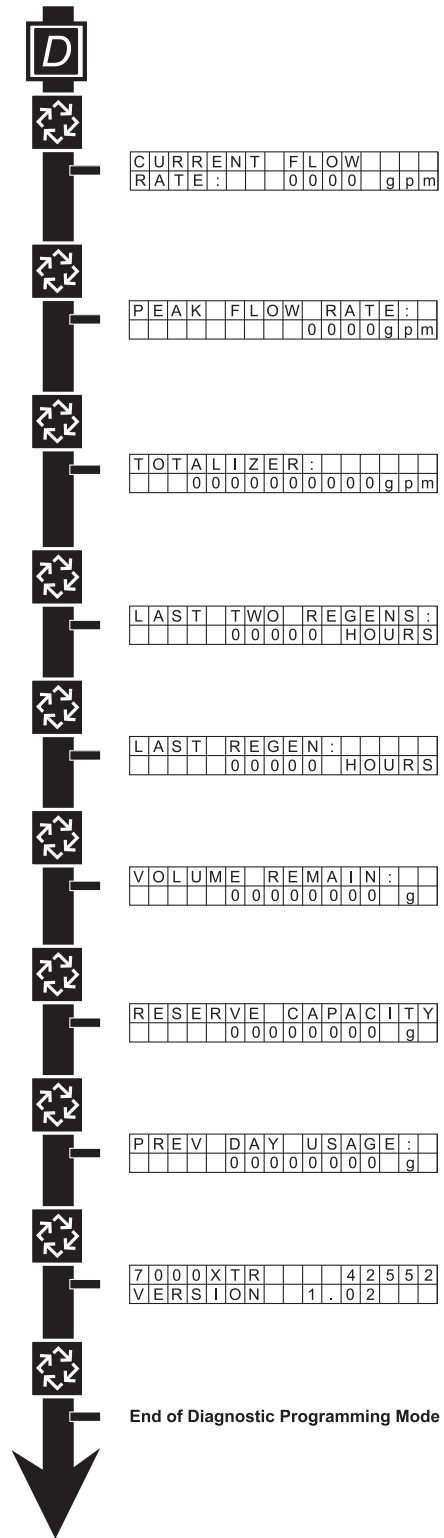 D
CURRENT FLOW
RATE: 0000 gpm
PEAK FLOW RATE:
0000gpm
TOTALIZER:
0000000000gpm
LAST TWO REGENS:
00000 HOURS
LAST REGEN:
00000 HOURS
VOLUME REMAIN:
00000000 g
RESERVE CAPACITY
00000000 g
PREV DAY USAGE:
00000000 g
7000XTR 42552
VERSION 1.02
End of Diagnostic Programming Mode